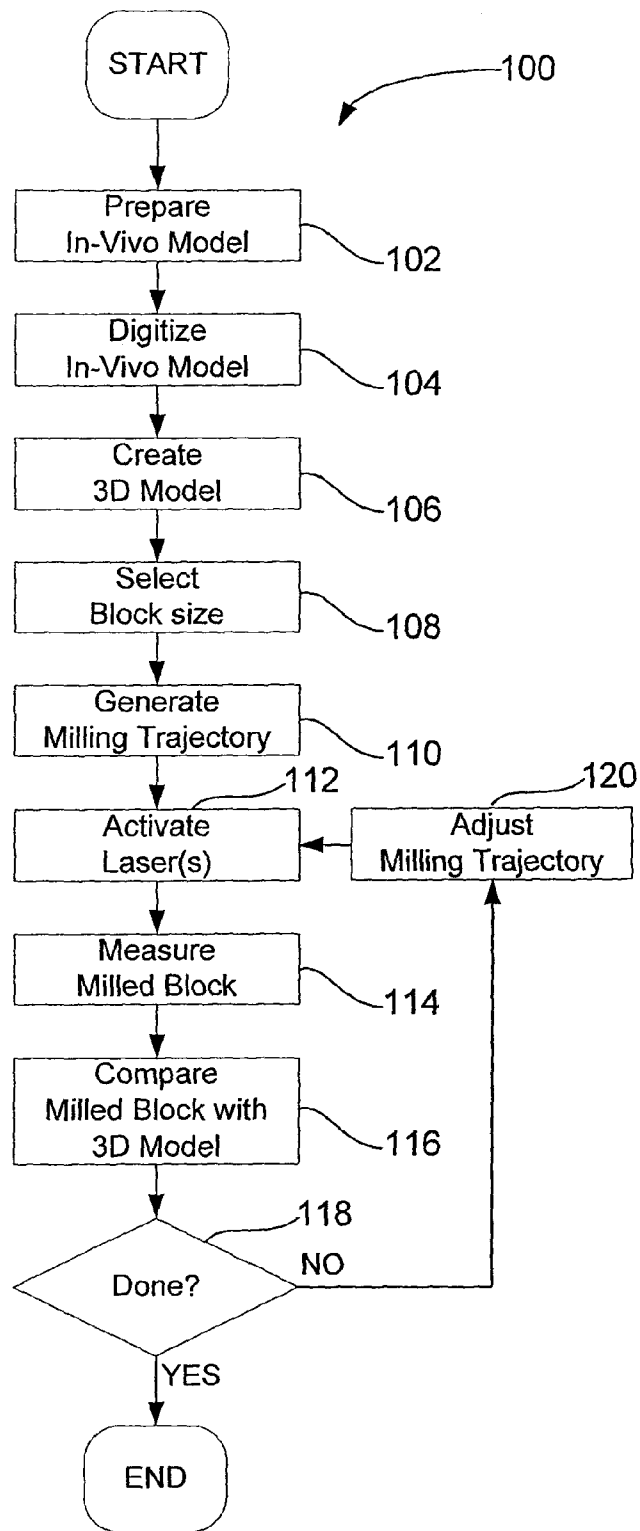 START
100
Prepare
In-Vivo Model
102
Digitize
In-Vivo Model
104
Create
3D Model
106
Select
Block size
108
Generate
Milling Trajectory
110
112
120
Activate
Laser(s)
Adjust
Milling Trajectory
Measure
Milled Block
114
Compare
Milled Block with
3D Model
116
118
Done?
NO
YES
END